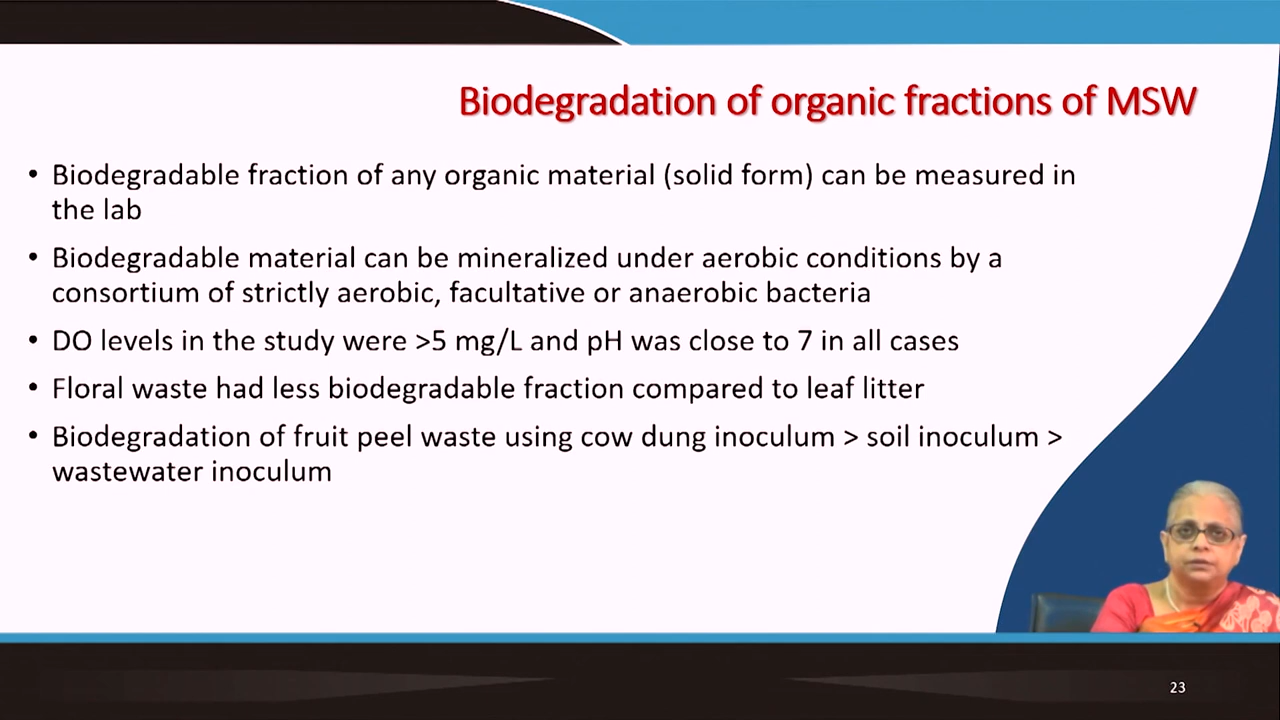 Biodegradation of organic fractions of MSW
• Biodegradable fraction of any organic material (solid form) can be measured in
the lab
• Biodegradable material can be mineralized under aerobic conditions by a
consortium of strictly aerobic, facultative or anaerobic bacteria
• DO levels in the study were >5 mg/L and pH was close to 7 in all cases
• Floral waste had less biodegradable fraction compared to leaf litter
• Biodegradation of fruit peel waste using cow dung inoculum > soil inoculum >
wastewater inoculum
23